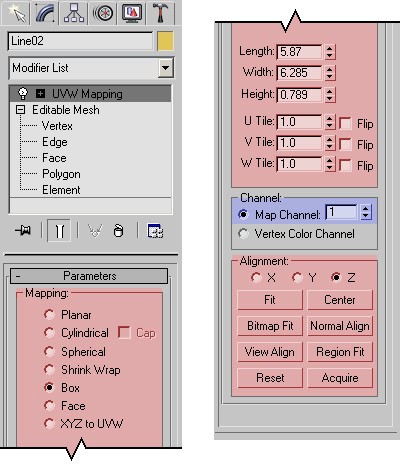 Line02
Modifier List
UVW Mapping
Editable Mesh
Vertex
Edge
Face
Polygon
Element
Parameters
Mapping:
Planar
Cylindrical Cap
Spherical
Shrink Wrap
Box
Face
XYZ to UVW
Length: 5.87
Width: 6.285
Height: 0.789
U Tile: 1.0 Flip
V Tile: 1.0 Flip
W Tile: 1.0 Flip
Channel:
Map Channel: 1
Vertex Color Channel
Alignment:
X Y Z
Fit Center
Bitmap Fit Normal Align
View Align Region Fit
Reset Acquire